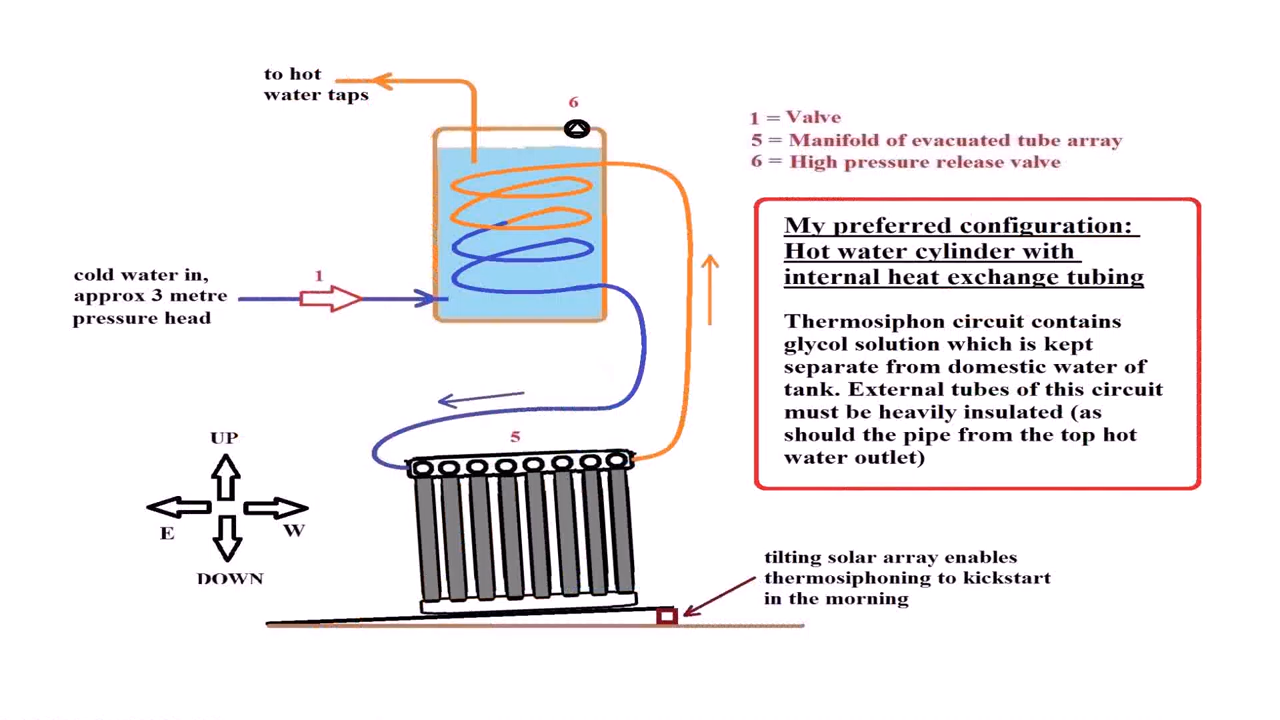 to hot
water taps
6
1 = Valve
5 = Manifold of evacuated tube array
6 = High pressure release valve
My preferred configuration:
Hot water cylinder with
internal heat exchange tubing
Thermosiphon circuit contains
glycol solution which is kept
separate from domestic water of
tank. External tubes of this circuit
must be heavily insulated (as
should the pipe from the top hot
water outlet)
cold water in,
approx 3 metre
pressure head
1
5
UP
E
W
DOWN
tilting solar array enables
thermosiphoning to kickstart
in the morning